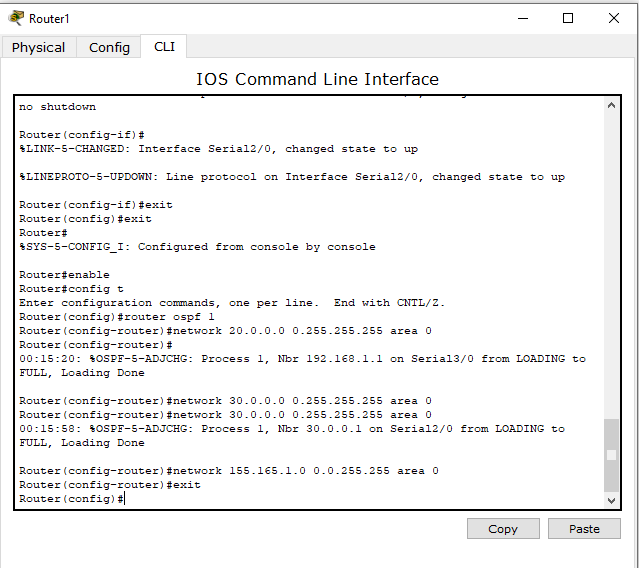 Router1
Physical Config CLI
IOS Command Line Interface
no shutdown
Router(config-if)#
%LINK-5-CHANGED: Interface Serial2/0, changed state to up
%LINEPROTO-5-UPDOWN: Line protocol on Interface Serial2/0, changed state to up
Router(config-if)#exit
Router(config)#exit
Router#
%SYS-5-CONFIG_I: Configured from console by console
Router#enable
Router#config t
Enter configuration commands, one per line.  End with CNTL/Z.
Router(config)#router ospf 1
Router(config-router)#network 20.0.0.0 0.255.255.255 area 0
Router(config-router)#
00:15:20: %OSPF-5-ADJCHG: Process 1, Nbr 192.168.1.1 on Serial3/0 from LOADING to
FULL, Loading Done
Router(config-router)#network 30.0.0.0 0.255.255.255 area 0
Router(config-router)#network 30.0.0.0 0.255.255.255 area 0
00:15:58: %OSPF-5-ADJCHG: Process 1, Nbr 30.0.0.1 on Serial2/0 from LOADING to
FULL, Loading Done
Router(config-router)#network 155.165.1.0 0.0.255.255 area 0
Router(config-router)#exit
Router(config)#
Copy Paste